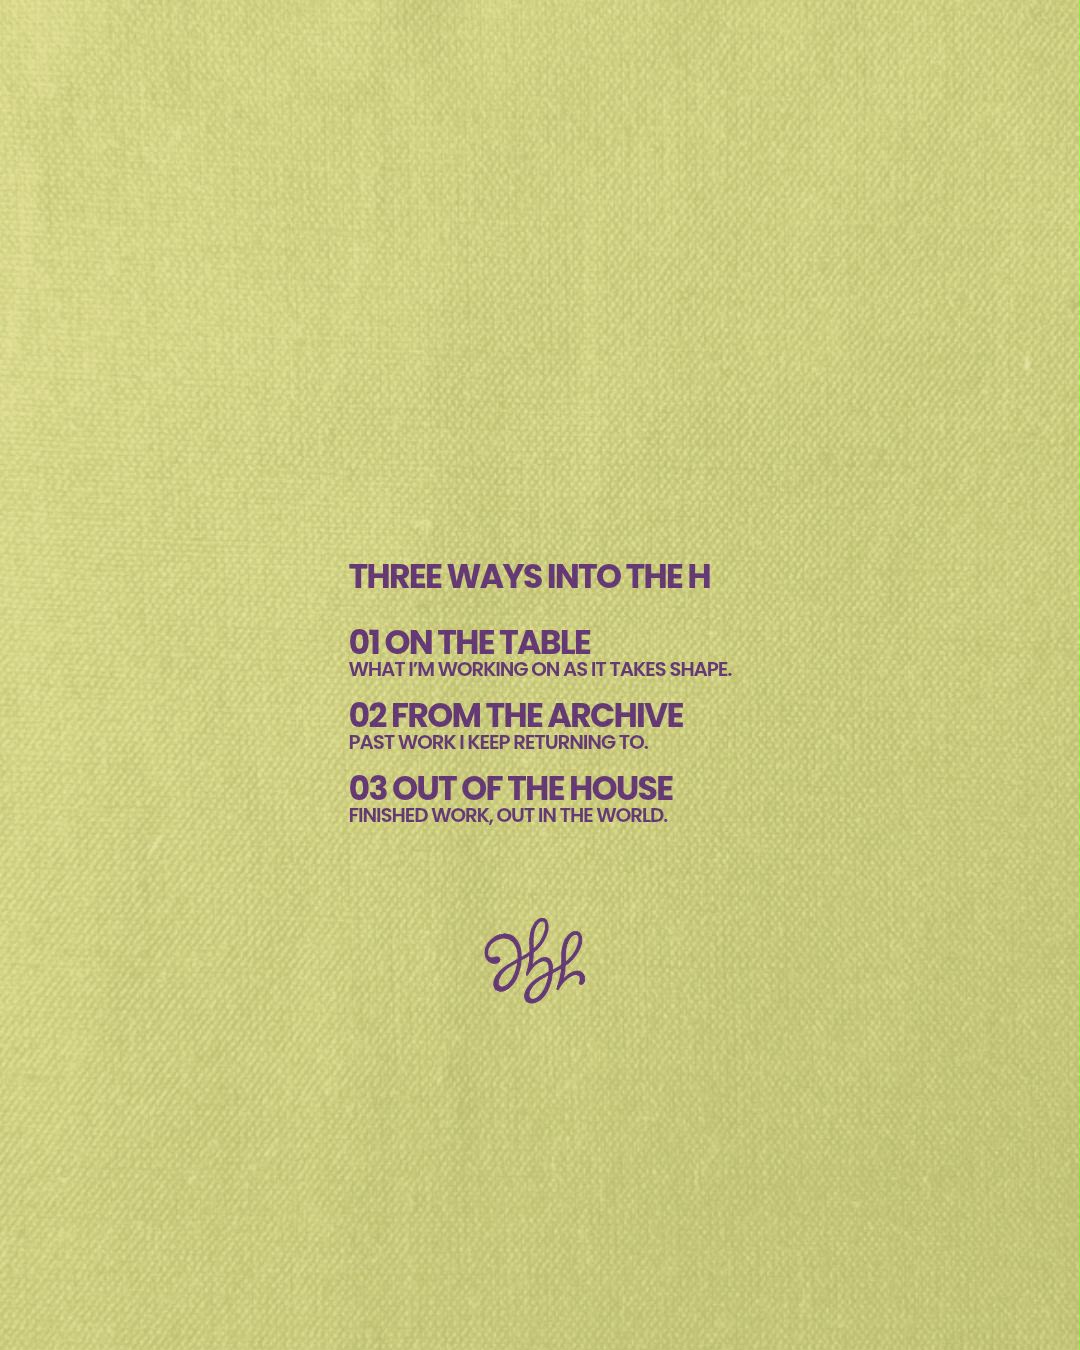 THREE WAYS INTO THE H
01 ON THE TABLE
WHAT I’M WORKING ON AS IT TAKES SHAPE.
02 FROM THE ARCHIVE
PAST WORK I KEEP RETURNING TO.
03 OUT OF THE HOUSE
FINISHED WORK, OUT IN THE WORLD.